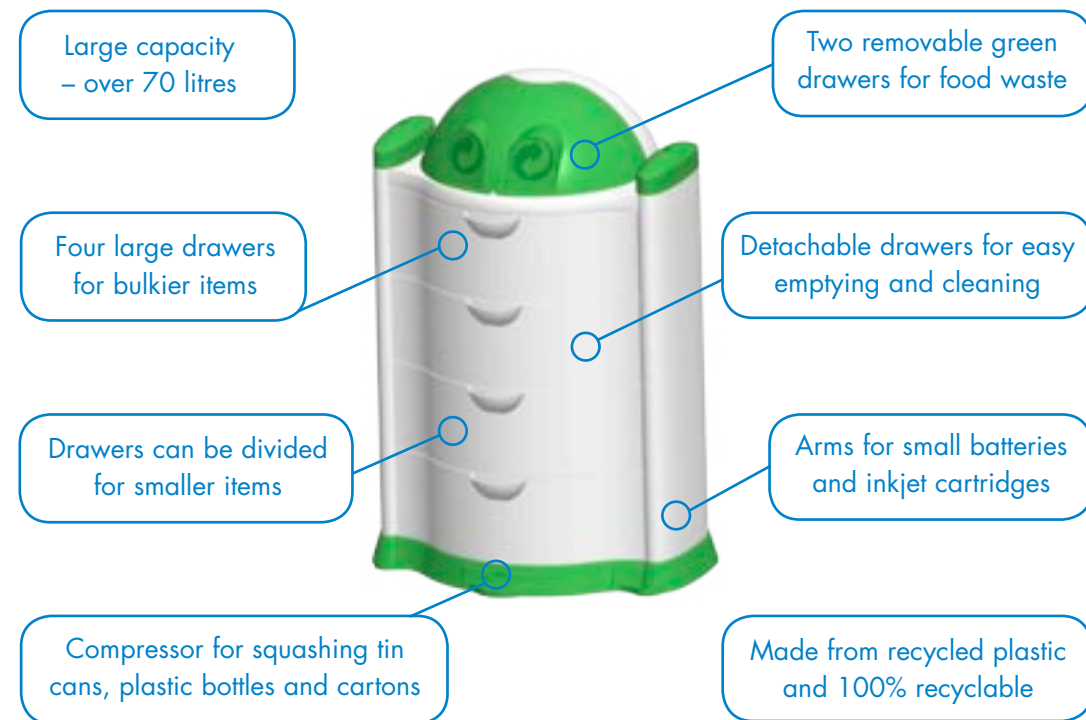 Large capacity
– over 70 litres
Two removable green
drawers for food waste
Four large drawers
for bulkier items
Detachable drawers for easy
emptying and cleaning
Drawers can be divided
for smaller items
Arms for small batteries
and inkjet cartridges
Compressor for squashing tin
cans, plastic bottles and cartons
Made from recycled plastic
and 100% recyclable